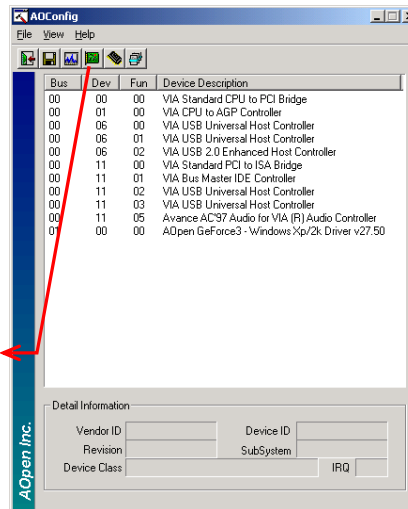 AOConfig
File View Help
Bus Dev Fun Device Description
00 00 00 VIA Standard CPU to PCI Bridge
00 01 00 VIA CPU to AGP Controller
00 06 00 VIA USB Universal Host Controller
00 06 01 VIA USB Universal Host Controller
00 06 02 VIA USB 2.0 Enhanced Host Controller
00 11 00 VIA Standard PCI to ISA Bridge
00 11 01 VIA Bus Master IDE Controller
00 11 02 VIA USB Universal Host Controller
00 11 03 VIA USB Universal Host Controller
00 11 05 Avance AC'97 Audio for VIA (R) Audio Controller
01 00 00 AOpen GeForce3 - Windows Xp/2k Driver v27.50
Detail Information
Vendor ID Device ID
Revision SubSystem
Device Class IRQ
AOpen Inc.